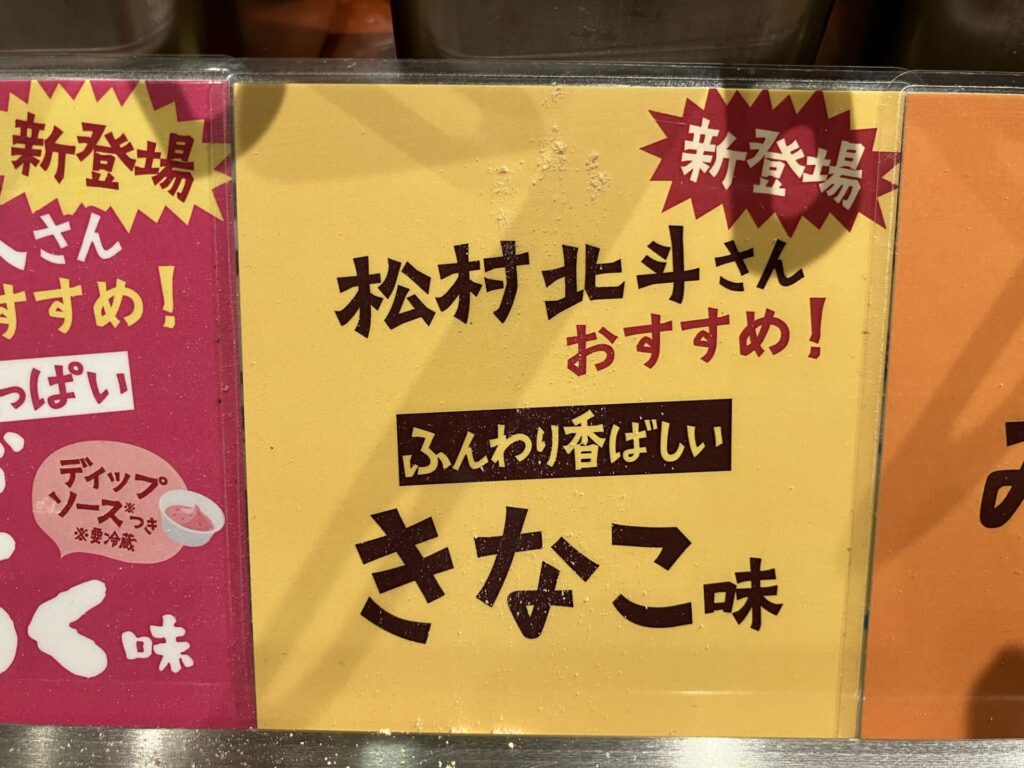 新登場
さん
すすめ！
っぱい
ディップ
ソース※つき
※要冷蔵
く味
新登場
松村北斗さん
おすすめ！
ふんわり香ばしい
きなこ味